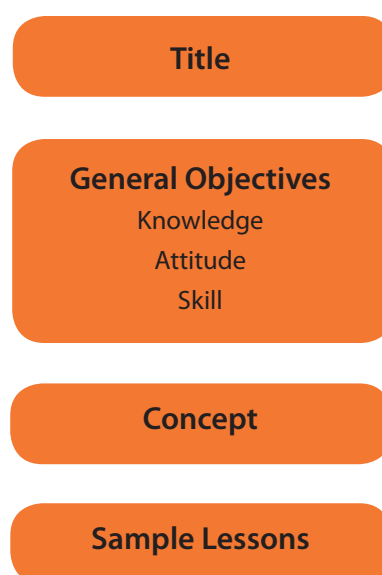 Title
General Objectives
Knowledge
Attitude
Skill
Concept
Sample Lessons